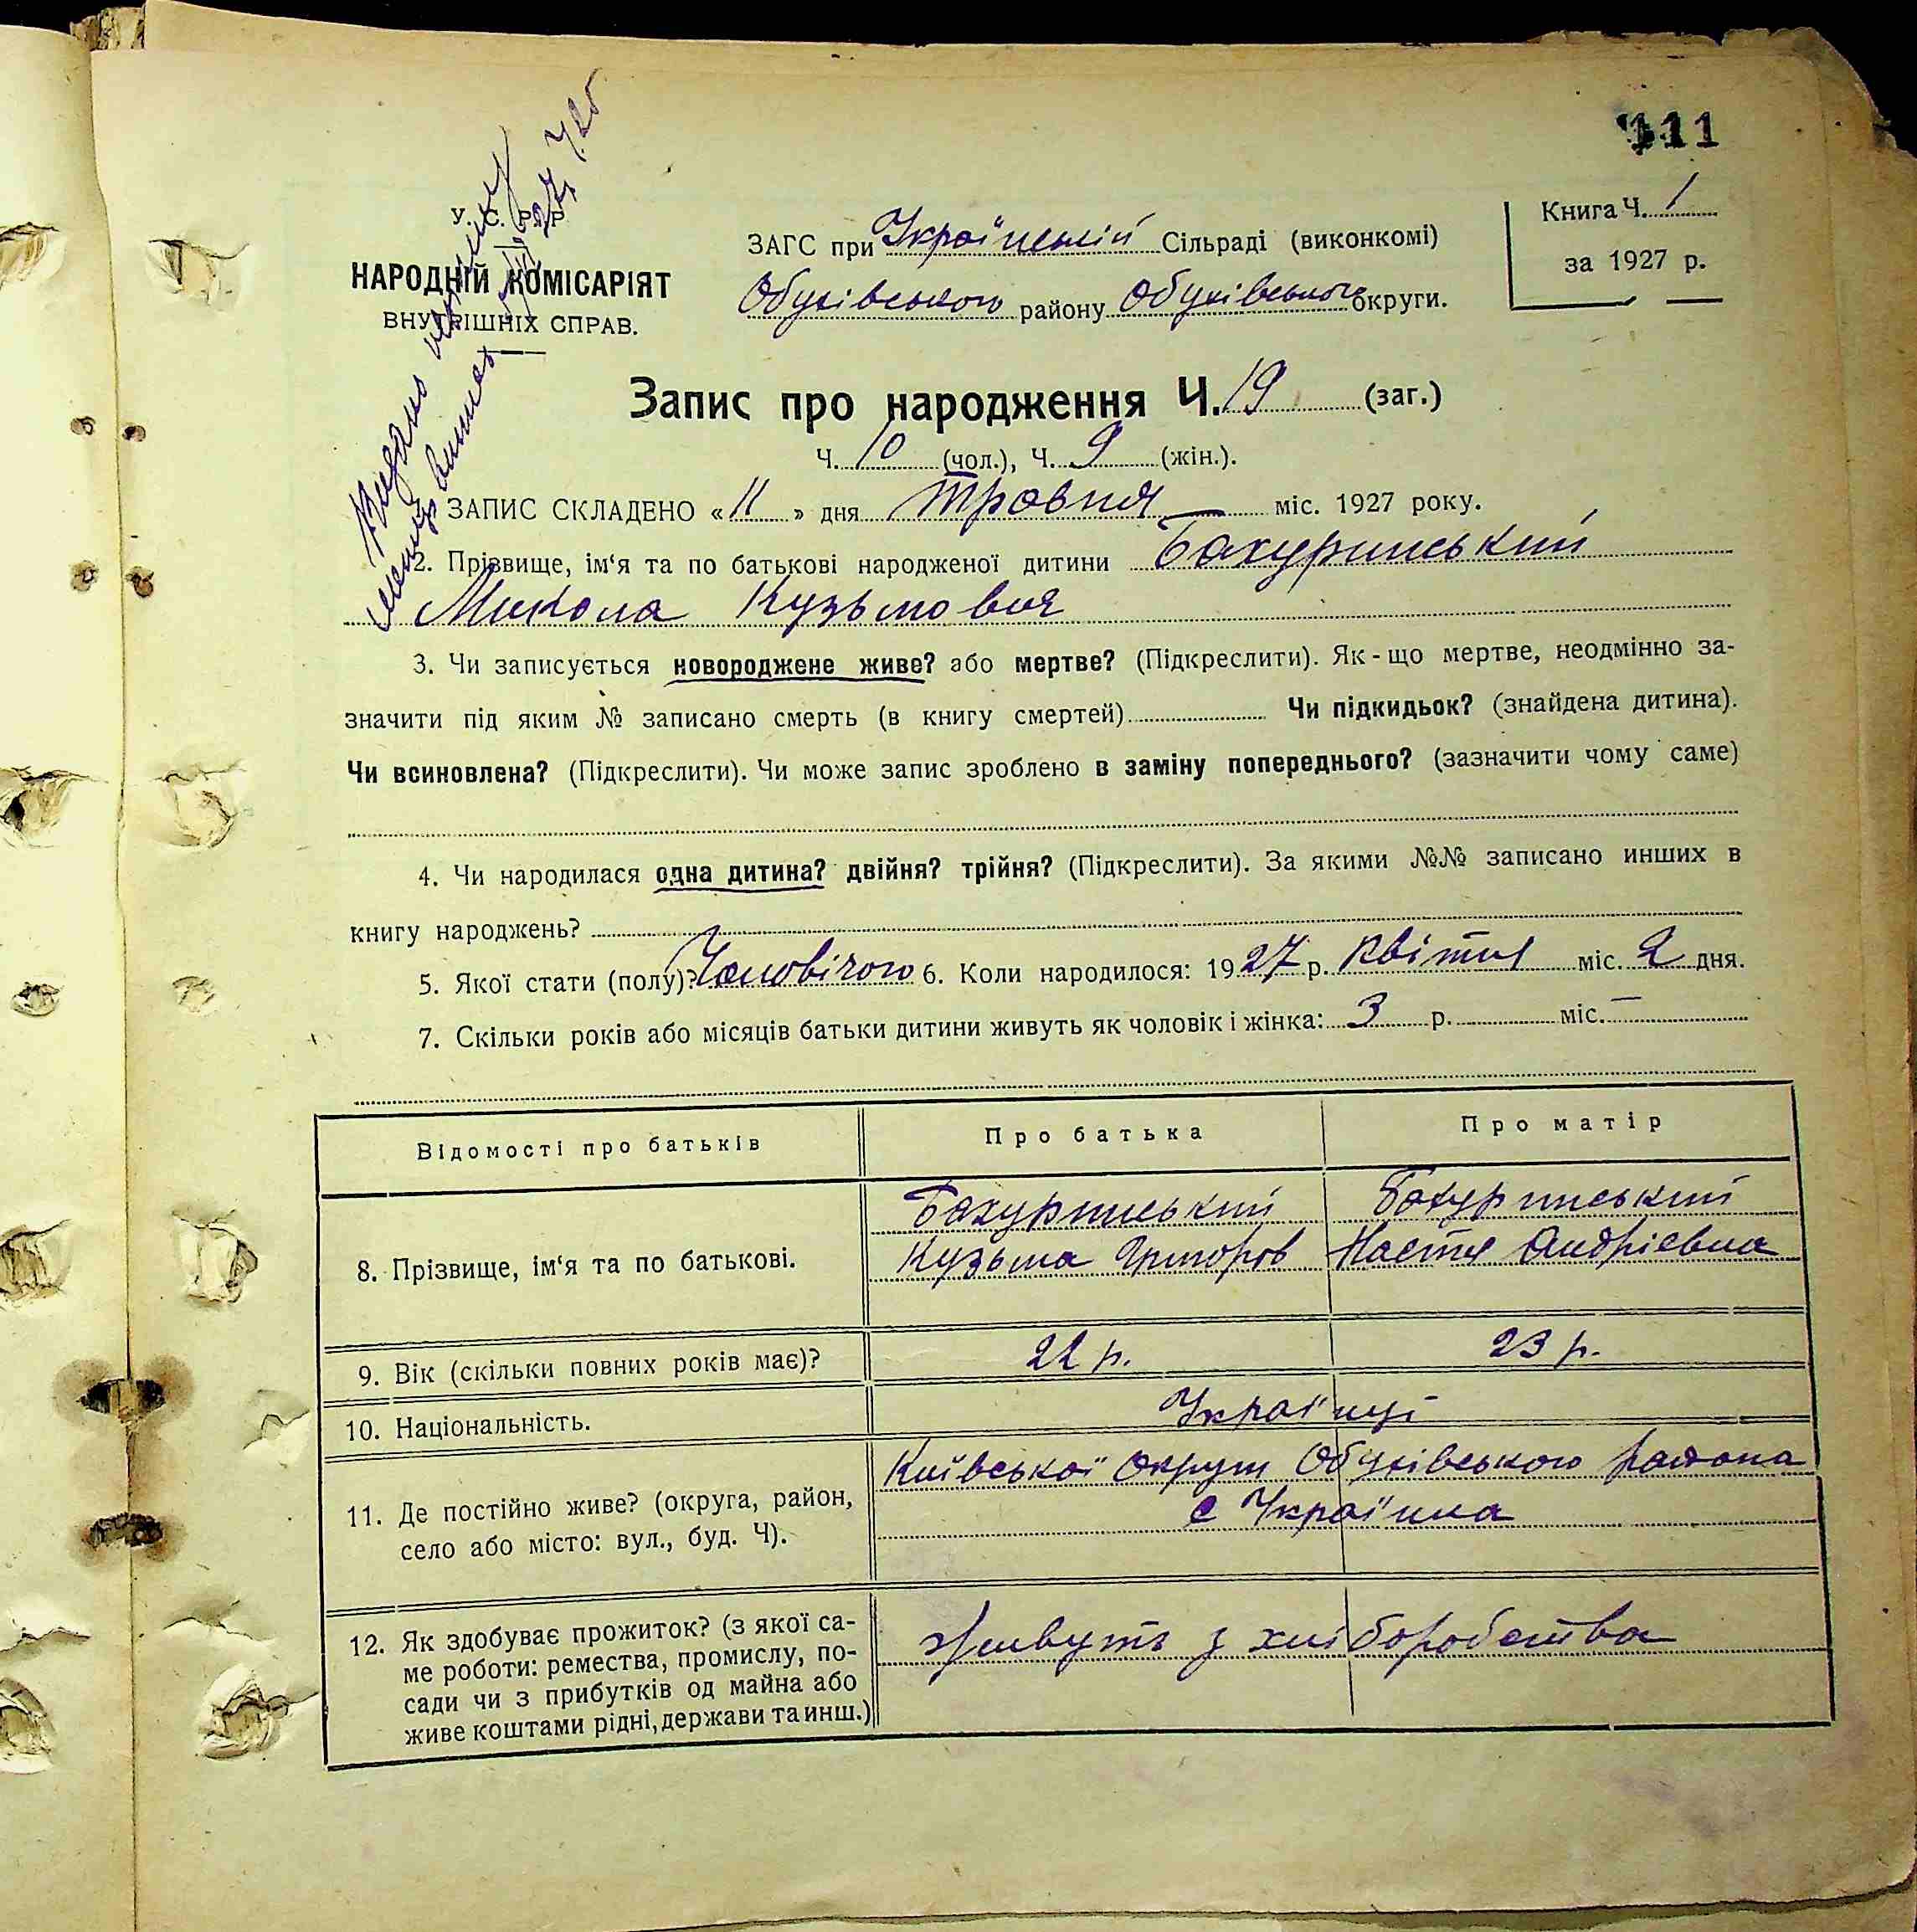 111
У. С. Р. Р.
НАРОДНІЙ КОМІСАРІЯТ
ВНУТРІШНІХ СПРАВ.
ЗАГС при Українській Сільраді (виконкомі)
Обухівського району Обухівського округи.
Книга Ч. 1
за 1927 р.
Запис про народження Ч. 19 (заг.)
Ч. 10 (чол.), Ч. 9 (жін.).
ЗАПИС СКЛАДЕНО « 11 » дня травня міс. 1927 року.
2. Прізвище, ім‘я та по батькові народженої дитини Бахуринський
Микола Кузьмовия
3. Чи записується новороджене живе? або мертве? (Підкреслити). Як-що мертве, неодмінно за-
значити під яким № записано смерть (в книгу смертей) Чи підкидьок? (знайдена дитина).
Чи всиновлена? (Підкреслити). Чи може запис зроблено в заміну попереднього? (зазначити чому саме)
4. Чи народилася одна дитина? двійня? трійня? (Підкреслити). За якими №№ записано инших в
книгу народжень?
5. Якої стати (полу)? Чоловічого 6. Коли народилося: 1927 р. квітня міс. 2 дня.
7. Скільки років або місяців батьки дитини живуть як чоловік і жінка: 3 р. міс. —
Відомості про батьків Про батька Про матір
8. Прізвище, ім‘я та по батькові.
Бахуринський Бахуринський
Кузьма Григоров Настя Андріевна
9. Вік (скільки повних років має)? 22 р. 23 р.
10. Національність. Україиці
11. Де постійно живе? (округа, район,
село або місто: вул., буд. Ч).
Київської Округи Обухівського района
с Україна
12. Як здобуває прожиток? (з якої са-
ме роботи: ремества, промислу, по-
сади чи з прибутків од майна або
живе коштами рідні, держави та инш.)
живуть з хліборобства